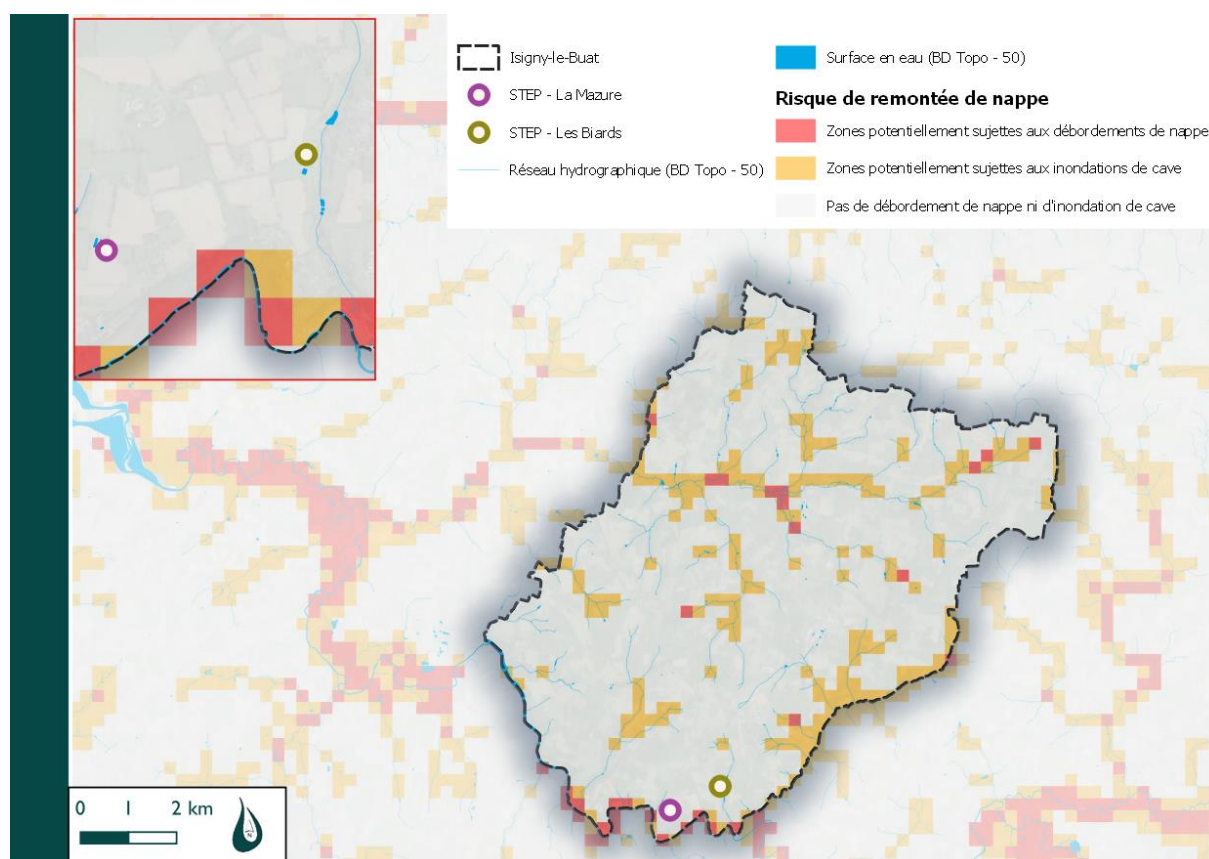 Isigny-le-Buat
STEP - La Mazure
STEP - Les Biards
Réseau hydrographique (BD Topo - 50)
Surface en eau (BD Topo - 50)
Risque de remontée de nappe
Zones potentiellement sujettes aux débordements de nappe
Zones potentiellement sujettes aux inondations de cave
Pas de débordement de nappe ni d'inondation de cave
0 1 2 km
N